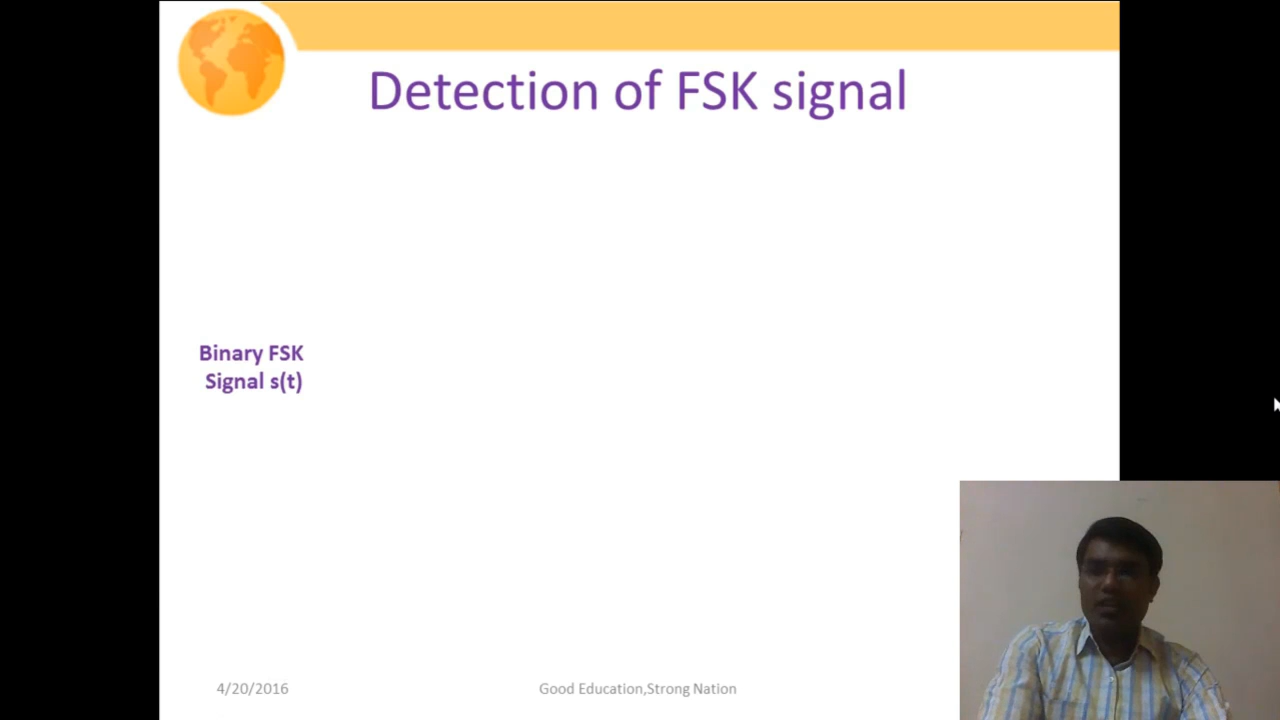 Detection of FSK signal
Binary FSK
Signal s(t)
4/20/2016
Good Education,Strong Nation